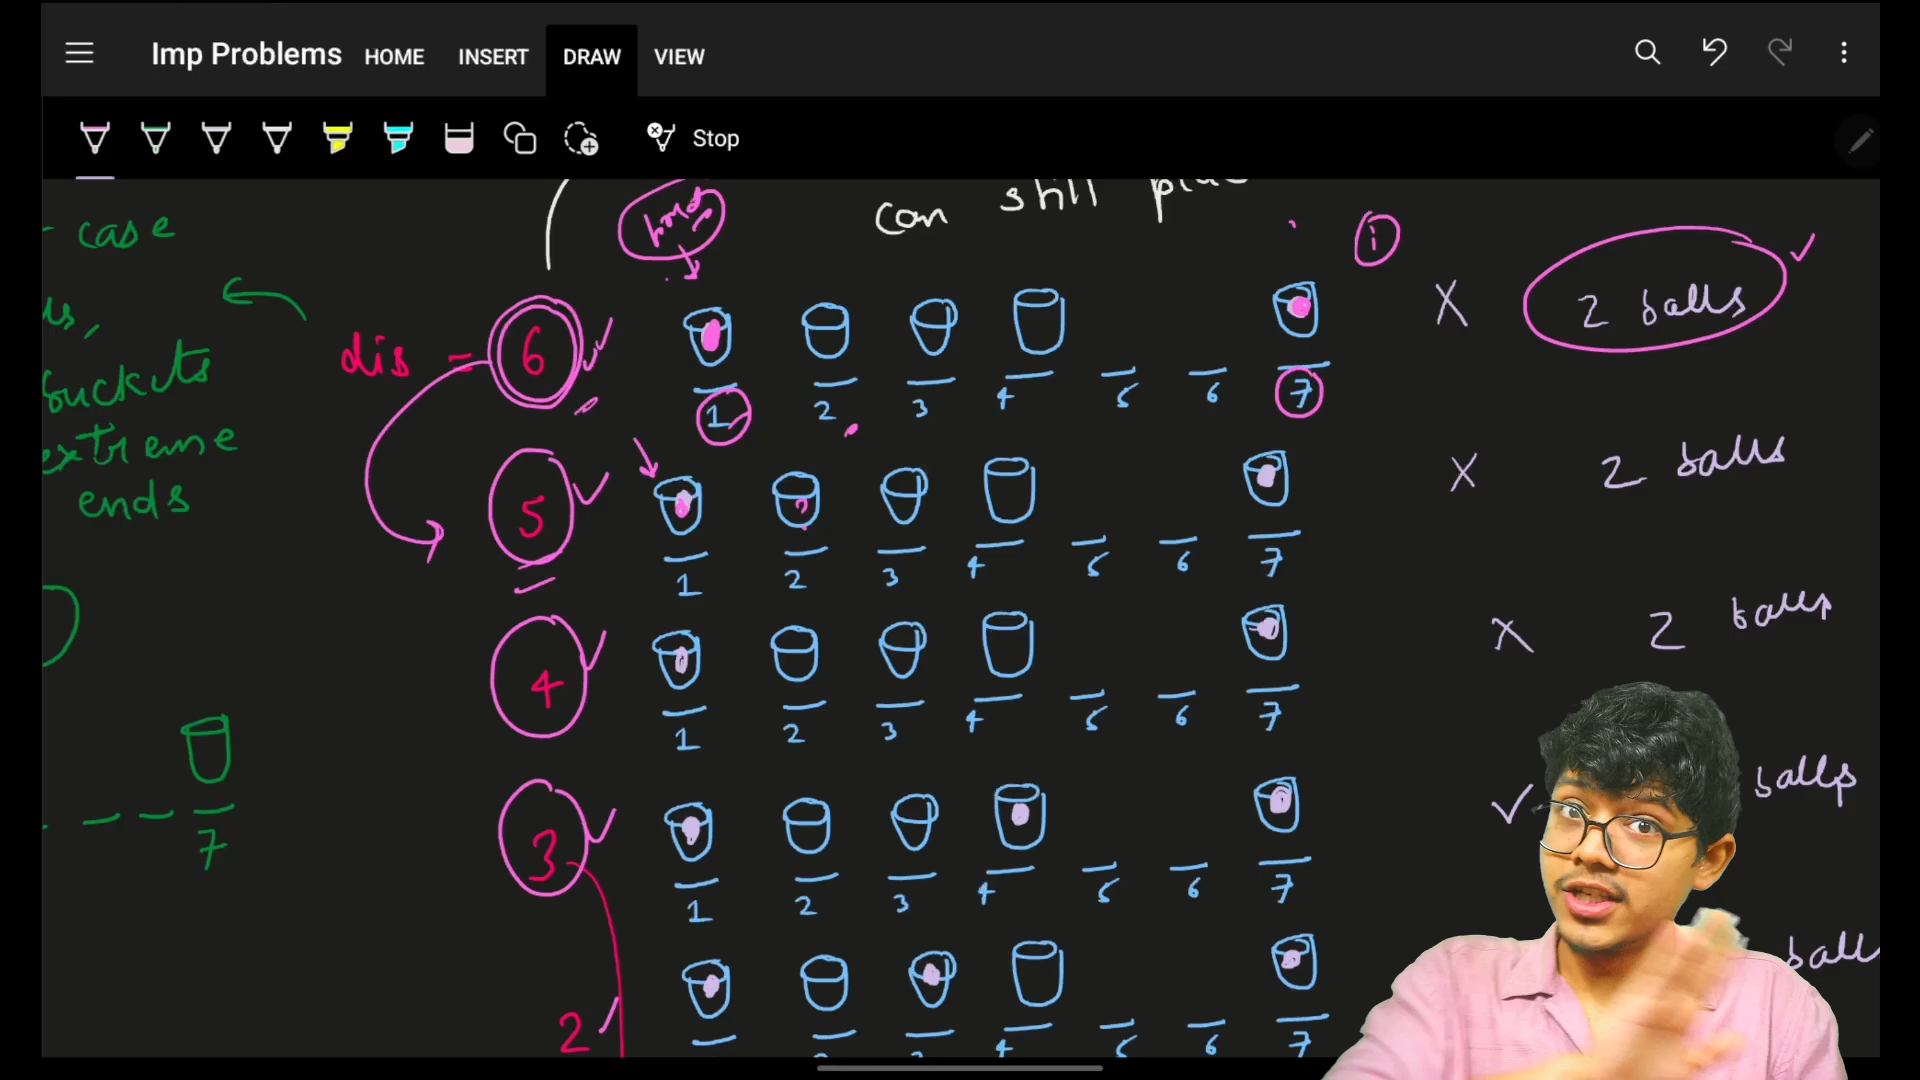 Imp Problems HOME INSERT DRAW VIEW
Stop
can still
case
dis = 6
1 2 3 4 5 6 7
i
X 2 balls
buckets
extreme
ends
5
1 2 3 4 5 6 7
X 2 balls
4
1 2 3 4 5 6 7
X 2 balls
7
3
1 2 3 4 5 6 7
balls
2
4 5 6 7
ball